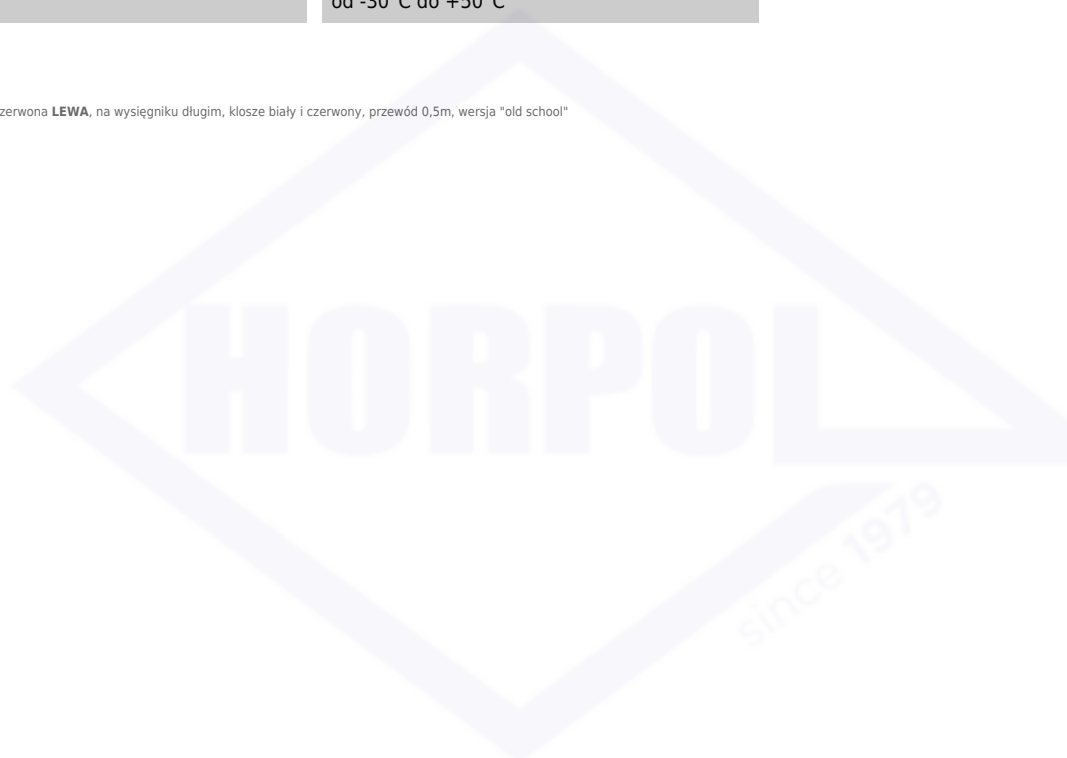 od -30°C do +50°C
zerwona LEWA, na wysięgniku długim, klosze biały i czerwony, przewód 0,5m, wersja "old school"
HORPOL
since 1979